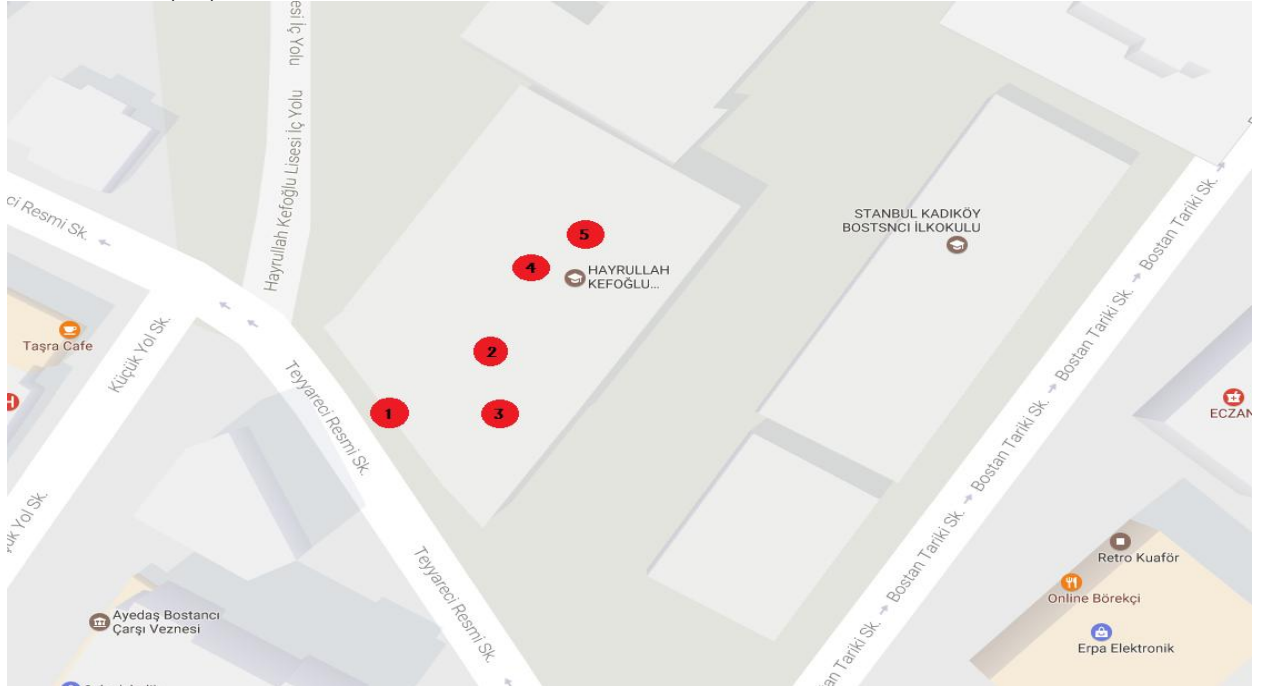 esi İç Yolu
Hayrullah Kefoğlu Lisesi İç Yolu
ci Resmi Sk.
STANBUL KADIKÖY
BOSTSNCI İLKOKULU
5
4
HAYRULLAH
KEFOĞLU...
Taşra Cafe
Küçük Yol Sk.
2
1
3
Teyyareci Resmi Sk.
ECZAN
Bostan Tariki Sk.
Bostan Tariki Sk.
Bostan Tariki Sk.
Bostan Tariki Sk.
Bostan Tariki Sk.
an Tariki Sk.
ük Yol Sk.
Teyyareci Resmi Sk.
Retro Kuaför
Online Börekçi
Erpa Elektronik
Ayedaş Bostancı
Çarşı Veznesi